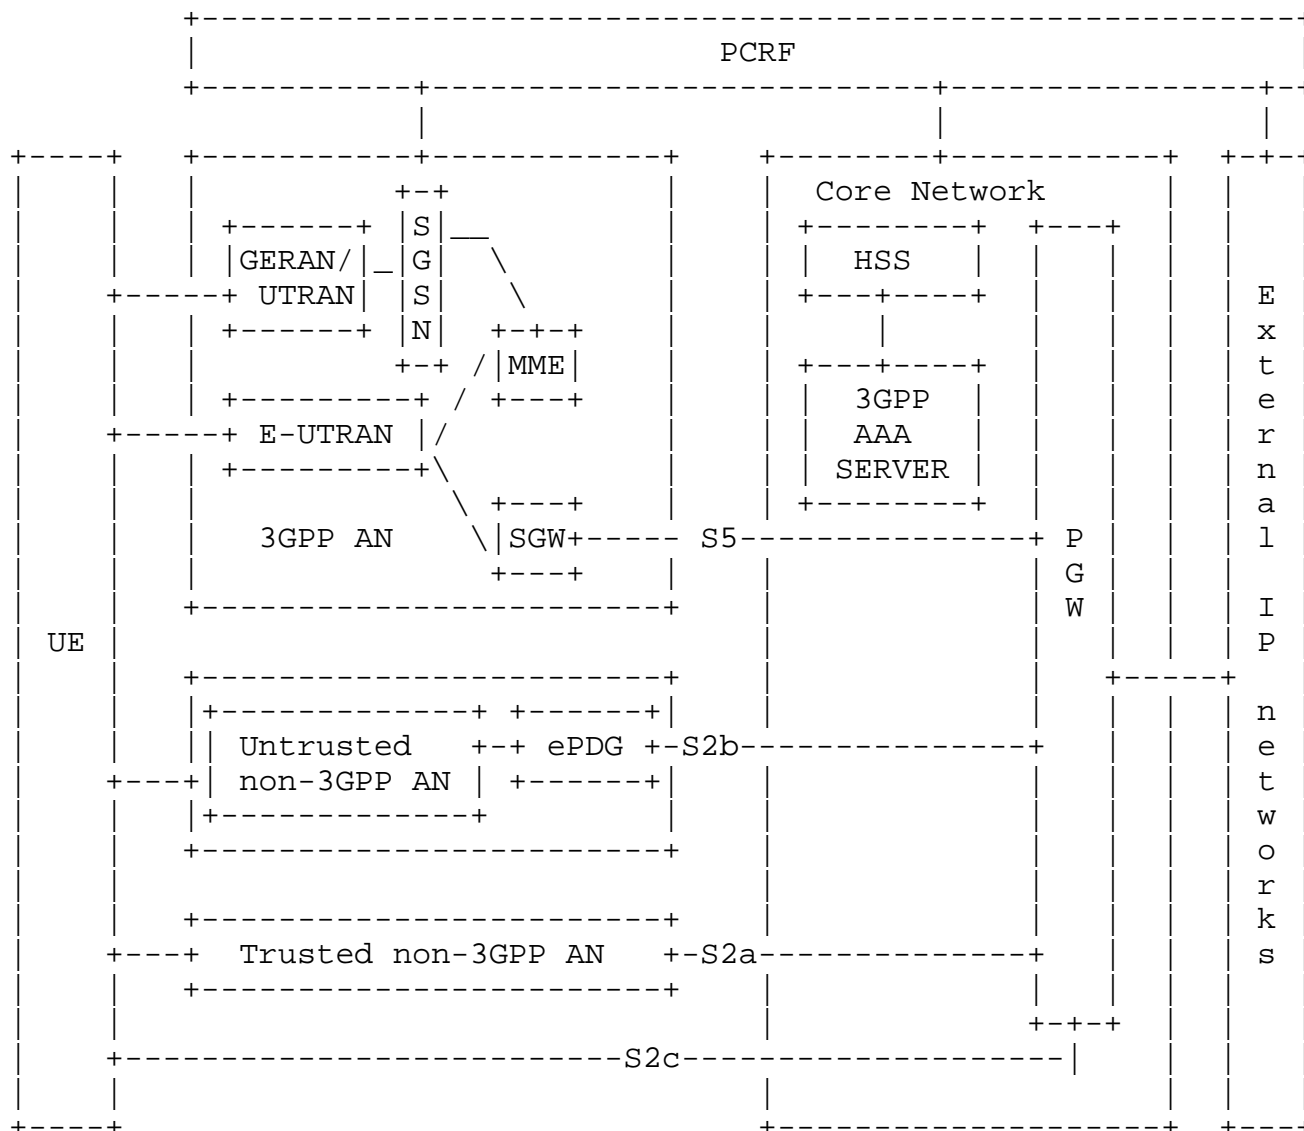 PCRF
Core Network
S
G
S
N
GERAN/
UTRAN
HSS
MME
3GPP
AAA
SERVER
E-UTRAN
3GPP AN
SGW
S5
P
G
W
UE
Untrusted
non-3GPP AN
ePDG
S2b
Trusted non-3GPP AN
S2a
S2c
E
x
t
e
r
n
a
l
I
P
n
e
t
w
o
r
k
s